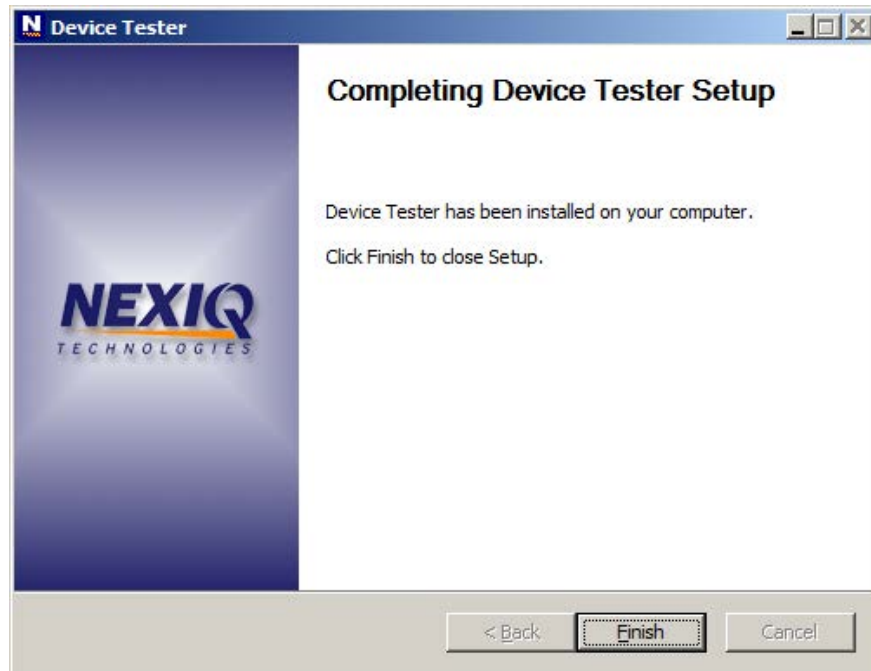 N Device Tester
Completing Device Tester Setup
Device Tester has been installed on your computer.
Click Finish to close Setup.
NEXIQ
TECHNOLOGIES
< Back
Finish
Cancel